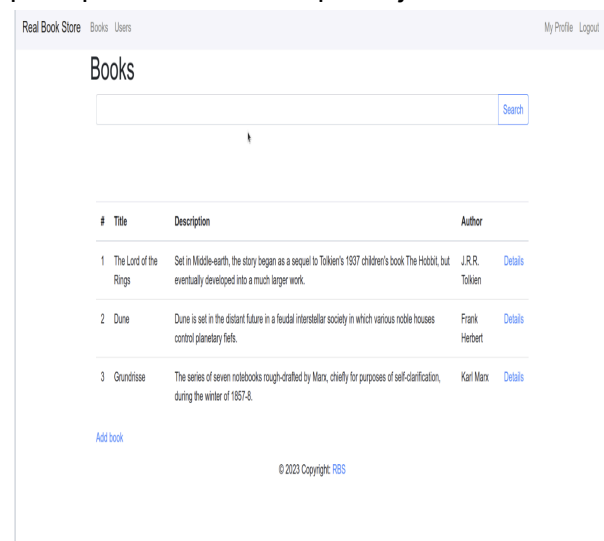 Real Book Store Books Users My Profile Logout
Books
Search
# Title Description Author
1 The Lord of the Set in Middle-earth, the story began as a sequel to Tolkien's 1937 children's book The Hobbit, but J.R.R. Details
Rings eventually developed into a much larger work. Tolkien
2 Dune Dune is set in the distant future in a feudal interstellar society in which various noble houses Frank Details
control planetary fiefs. Herbert
3 Grundrisse The series of seven notebooks rough-drafted by Marx, chiefly for purposes of self-clarification, Karl Marx Details
during the winter of 1857-8.
Add book
© 2023 Copyright: RBS